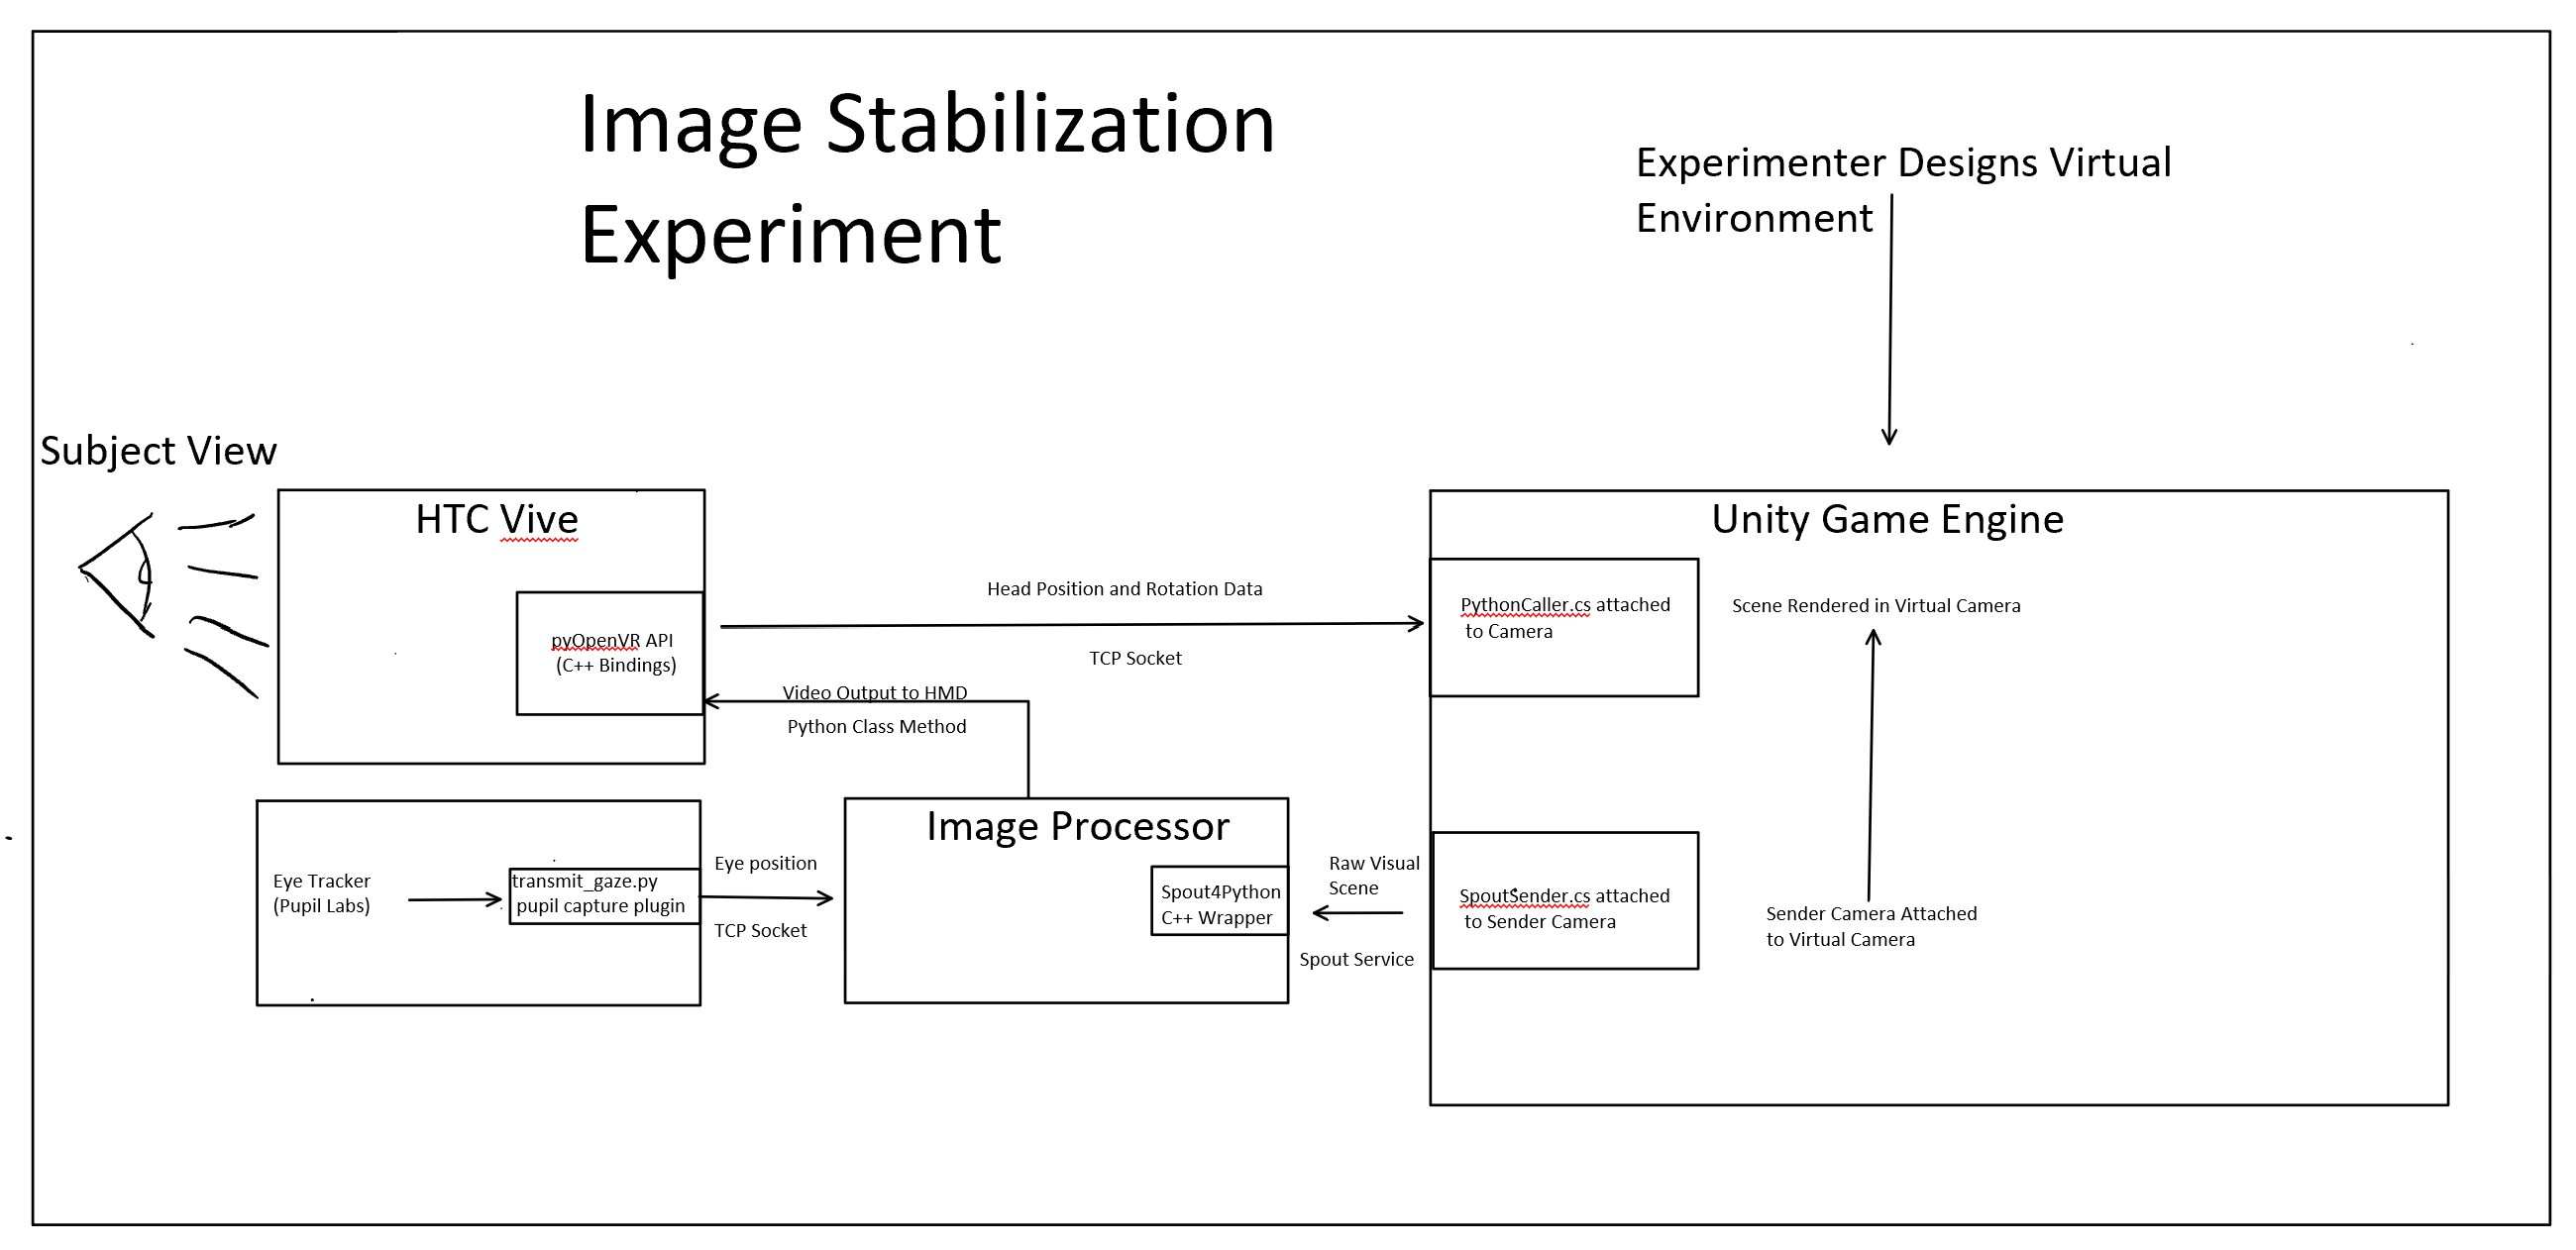 Image Stabilization
Experiment
Experimenter Designs Virtual
Environment
Subject View
HTC Vive
pyOpenVR API
(C++ Bindings)
Head Position and Rotation Data
TCP Socket
Video Output to HMD
Python Class Method
Unity Game Engine
PythonCaller.cs attached
to Camera
Scene Rendered in Virtual Camera
Eye Tracker
(Pupil Labs)
transmit_gaze.py
pupil capture plugin
Eye position
TCP Socket
Image Processor
Spout4Python
C++ Wrapper
Raw Visual
Scene
Spout Service
SpoutSender.cs attached
to Sender Camera
Sender Camera Attached
to Virtual Camera